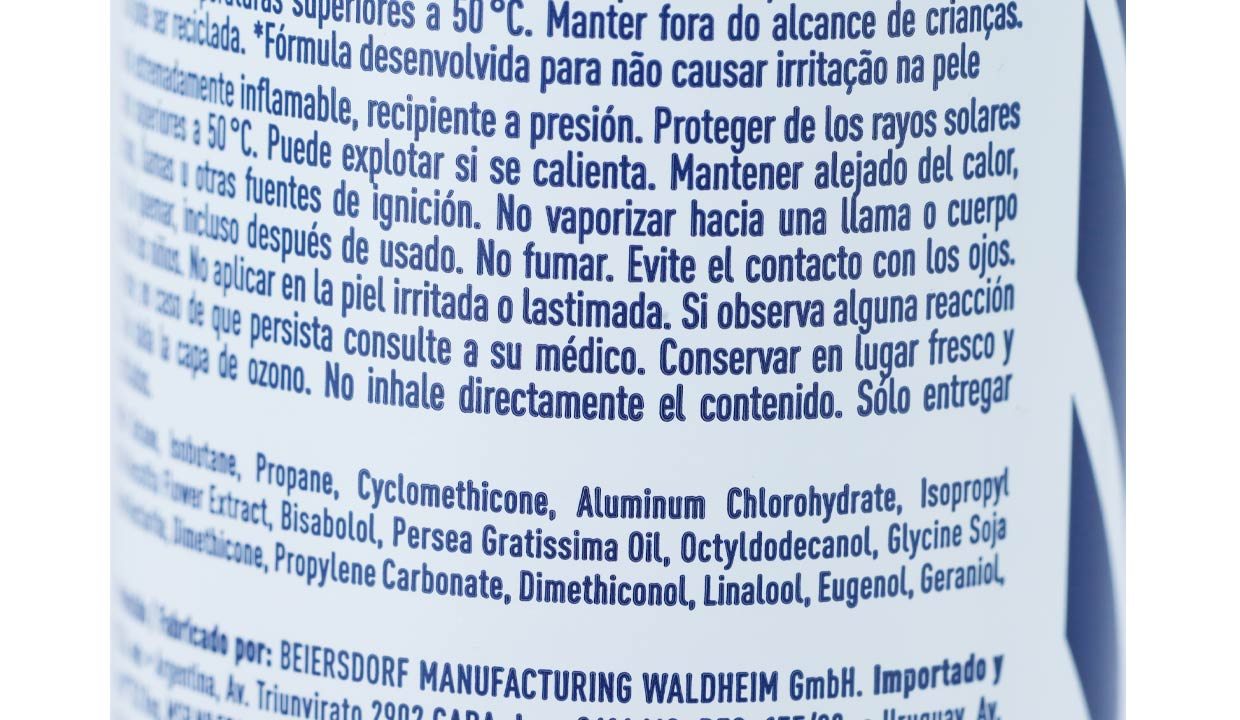 superiores a 50°C. Manter fora do alcance de crianças.
ser reciclada. *Fórmula desenvolvida para não causar irritação na pele
extremadamente inflamable, recipiente a presión. Proteger de los rayos solares
superiores a 50°C. Puede explotar si se calienta. Mantener alejado del calor,
llamas u otras fuentes de ignición. No vaporizar hacia una llama o cuerpo
quemar, incluso después de usado. No fumar. Evite el contacto con los ojos.
niños. No aplicar en la piel irritada o lastimada. Si observa alguna reacción
caso de que persista consulte a su médico. Conservar en lugar fresco y
la capa de ozono. No inhale directamente el contenido. Sólo entregar
Isobutane, Propane, Cyclomethicone, Aluminum Chlorohydrate, Isopropyl
Flower Extract, Bisabolol, Persea Gratissima Oil, Octyldodecanol, Glycine Soja
Dimethicone, Propylene Carbonate, Dimethiconol, Linalool, Eugenol, Geraniol,
Fabricado por: BEIERSDORF MANUFACTURING WALDHEIM GmbH. Importado y
Argentina, Av. Triunvirato 2902 Uruguay Av.